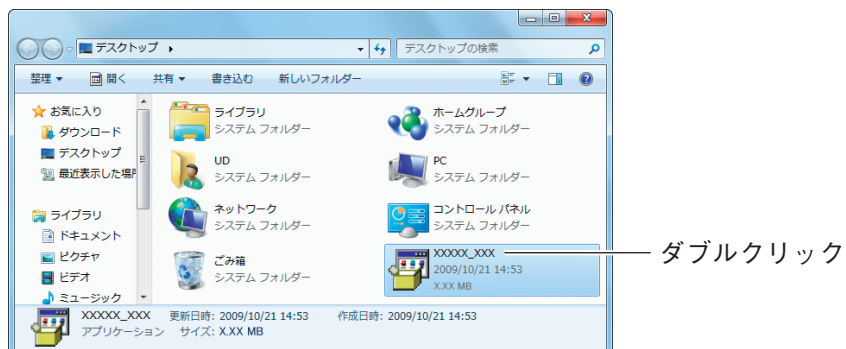 デスクトップ
デスクトップの検索
整理 開く 共有 書き込む 新しいフォルダー
お気に入り
ダウンロード
デスクトップ
最近表示した場所
ライブラリ
ドキュメント
ピクチャ
ビデオ
ミュージック
ライブラリ
システム フォルダー
ホームグループ
システム フォルダー
UD
システム フォルダー
PC
システム フォルダー
ネットワーク
システム フォルダー
コントロール パネル
システム フォルダー
ごみ箱
システム フォルダー
XXXXX_XXX
2009/10/21 14:53
X.XX MB
ダブルクリック
XXXXX_XXX 更新日時: 2009/10/21 14:53 作成日時: 2009/10/21 14:53
アプリケーション サイズ: X.XX MB